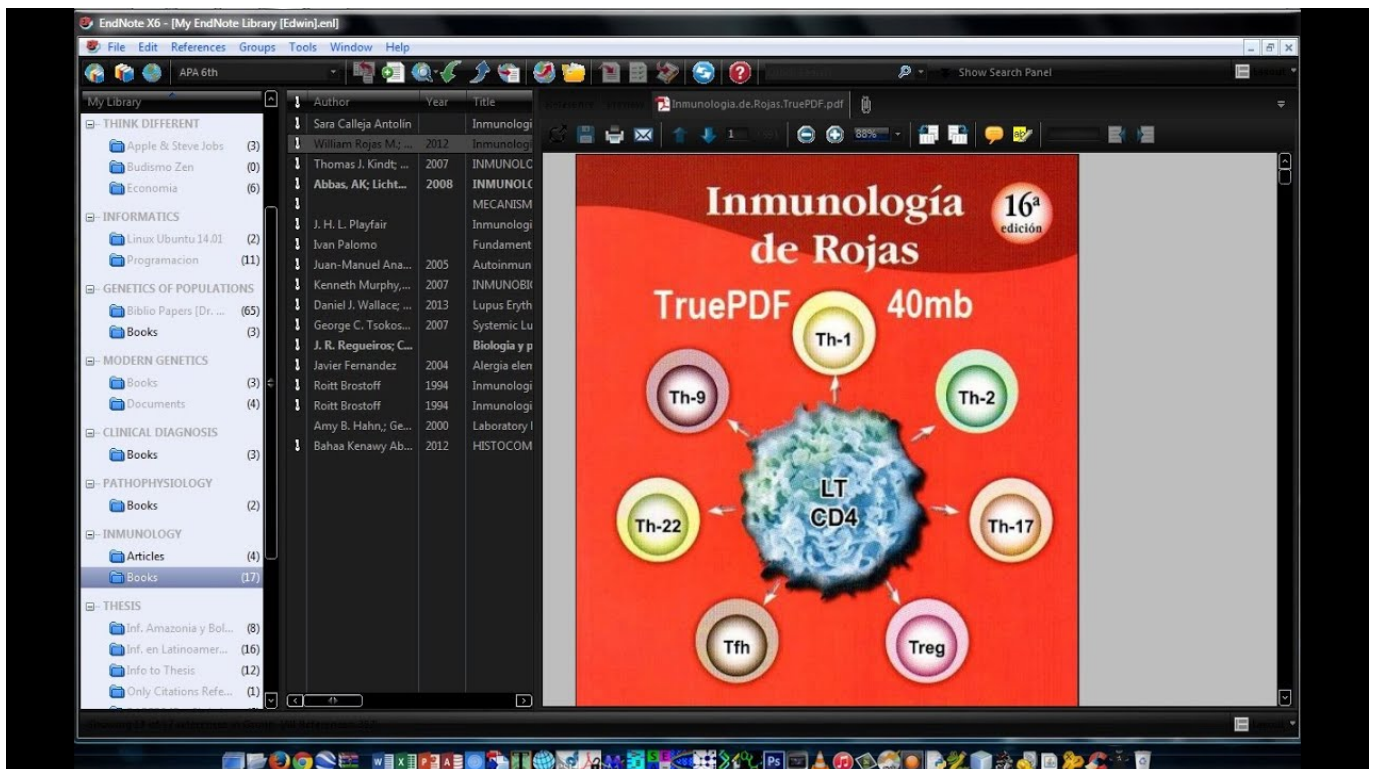 EndNote X6 - [My EndNote Library [Edwin].enl]
File Edit References Groups Tools Window Help
APA 6th
Show Search Panel
My Library
THINK DIFFERENT
Apple & Steve Jobs (3)
Budismo Zen (0)
Economia (6)
INFORMATICS
Linux Ubuntu 14.01 (2)
Programacion (11)
GENETICS OF POPULATIONS
Biblio Papers [Dr. ... (65)
Books (3)
MODERN GENETICS
Books (3)
Documents (4)
CLINICAL DIAGNOSIS
Books (3)
PATHOPHYSIOLOGY
Books (2)
INMUNOLOGY
Articles (4)
Books (17)
THESIS
Inf. Amazonia y Bol... (8)
Inf. en Latinoamer... (16)
Info to Thesis (12)
Only Citations Refe... (1)
Author Year Title
Sara Calleja Antolín Inmunologi
William Rojas M.; ... 2012 Inmunologi
Thomas J. Kindt; ... 2007 INMUNOLC
Abbas, AK; Licht... 2008 INMUNOLC
MECANISM
J. H. L. Playfair Inmunologi
Ivan Palomo Fundament
Juan-Manuel Ana... 2005 Autoinmun
Kenneth Murphy,... 2007 INMUNOBI
Daniel J. Wallace; ... 2013 Lupus Eryth
George C. Tsokos... 2007 Systemic Lu
J. R. Regueiros; C... Biologia y p
Javier Fernandez 2004 Alergia elen
Roitt Brostoff 1994 Inmunologi
Roitt Brostoff 1994 Inmunologi
Amy B. Hahn,; Ge... 2000 Laboratory
Bahaa Kenawy Ab... 2012 HISTOCOM
Inmunologia.de.Rojas.TruePDF.pdf
1
88%
Inmunología
de Rojas
16ª
edición
TruePDF 40mb
Th-1
Th-9
Th-2
LT
CD4
Th-22
Th-17
Tfh
Treg